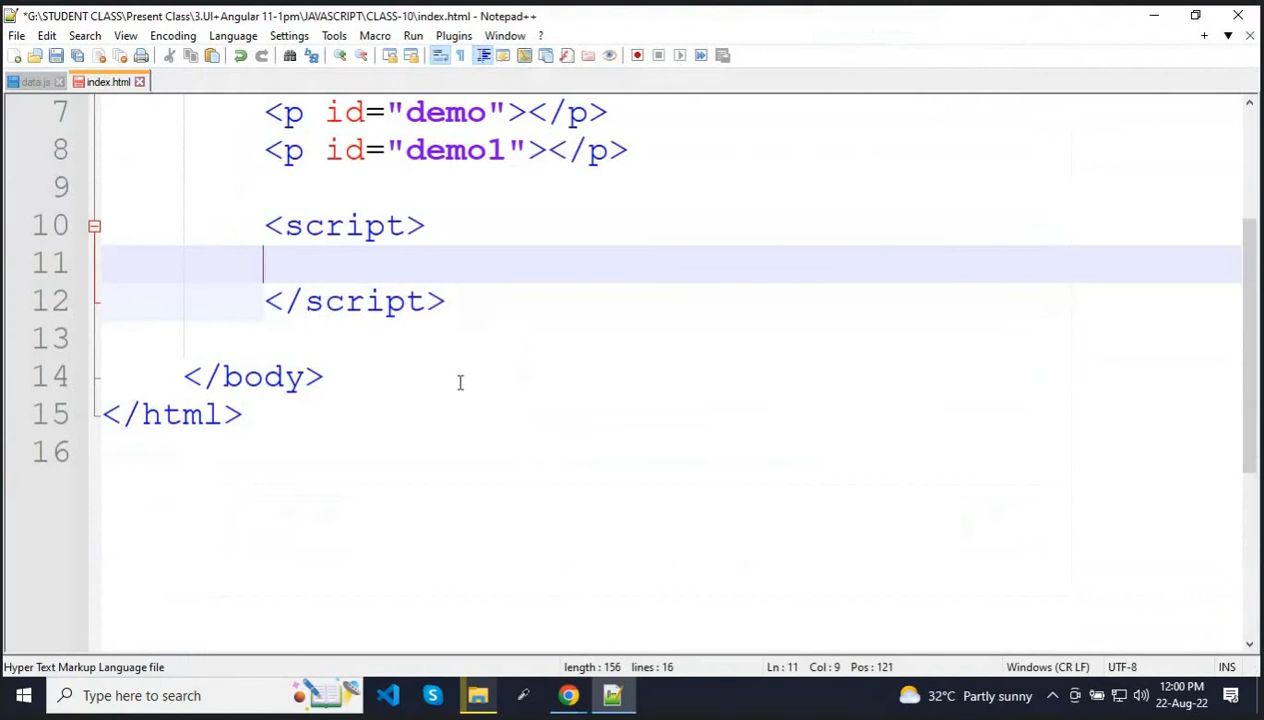 *G:\STUDENT CLASS\Present Class\3.UI+Angular 11-1pm\JAVASCRIPT\CLASS-10\index.html - Notepad++
File Edit Search View Encoding Language Settings Tools Macro Run Plugins Window ?
data.js index.html
7 <p id="demo"></p>
8 <p id="demo1"></p>
9
10 <script>
11
12 </script>
13
14 </body>
15 </html>
16
Hyper Text Markup Language file length : 156 lines : 16 Ln : 11 Col : 9 Pos : 121 Windows (CR LF) UTF-8 INS
Type here to search 32°C Partly sunny 12:00 PM
22-Aug-22